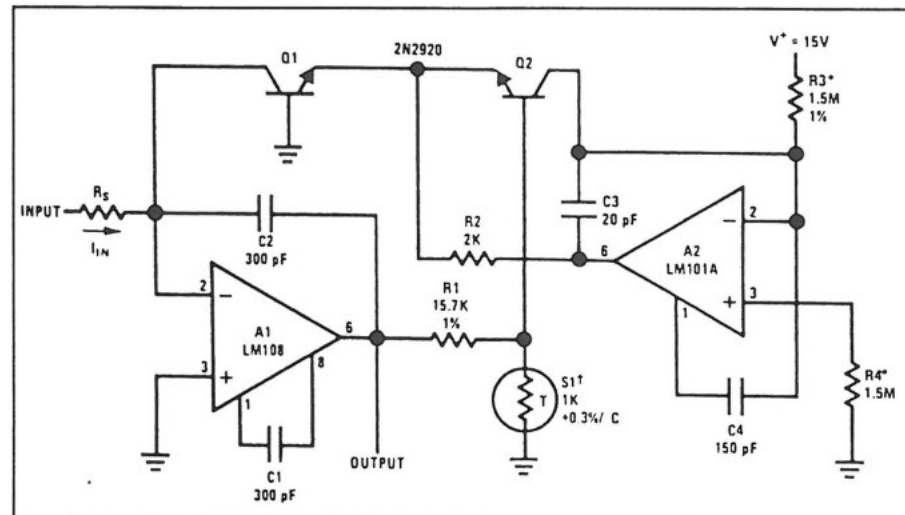 2N2920
Q1
Q2
V⁺ = 15V
R3*
1.5M
1%
INPUT
Rₛ
I_IN
C2
300 pF
R2
2K
C3
20 pF
R1
15.7K
1%
2
3
A1
LM108
6
8
1
C1
300 pF
OUTPUT
S1†
1K
+0.3%/ C
T
6
A2
LM101A
2
3
1
C4
150 pF
R4*
1.5M